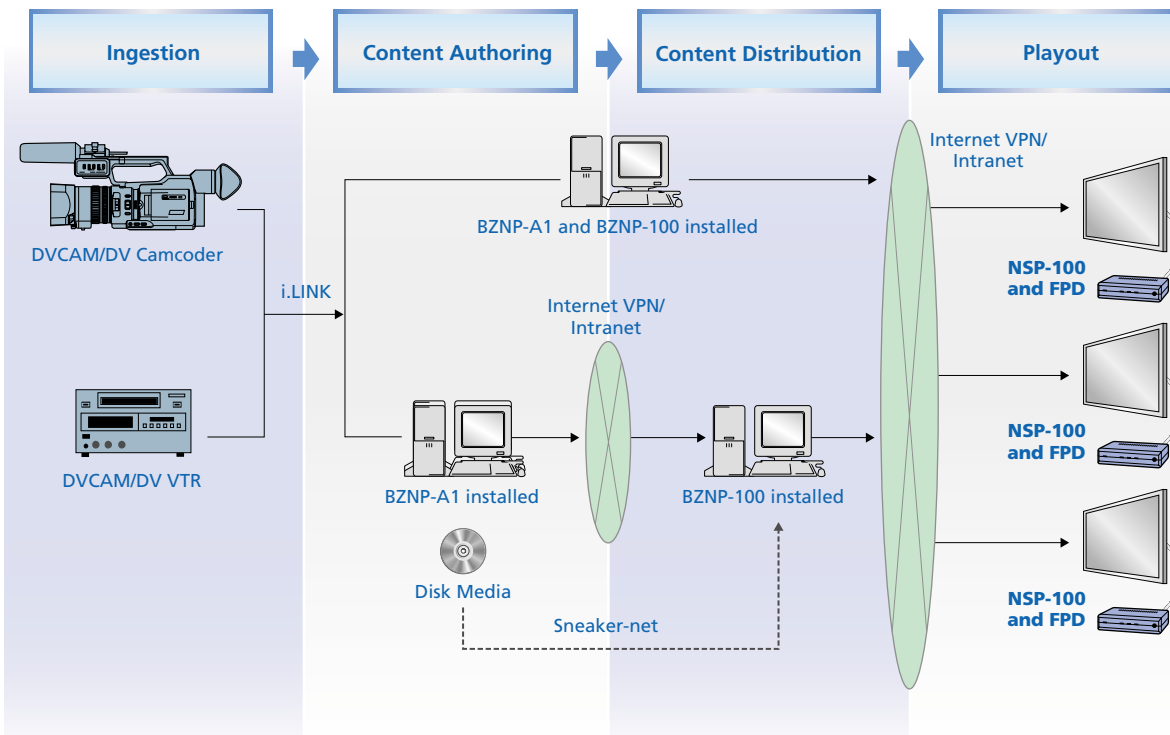 Ingestion
Content Authoring
Content Distribution
Playout
DVCAM/DV Camcoder
i.LINK
DVCAM/DV VTR
BZNP-A1 and BZNP-100 installed
Internet VPN/
Intranet
BZNP-A1 installed
Disk Media
Sneaker-net
BZNP-100 installed
Internet VPN/
Intranet
NSP-100
and FPD
NSP-100
and FPD
NSP-100
and FPD